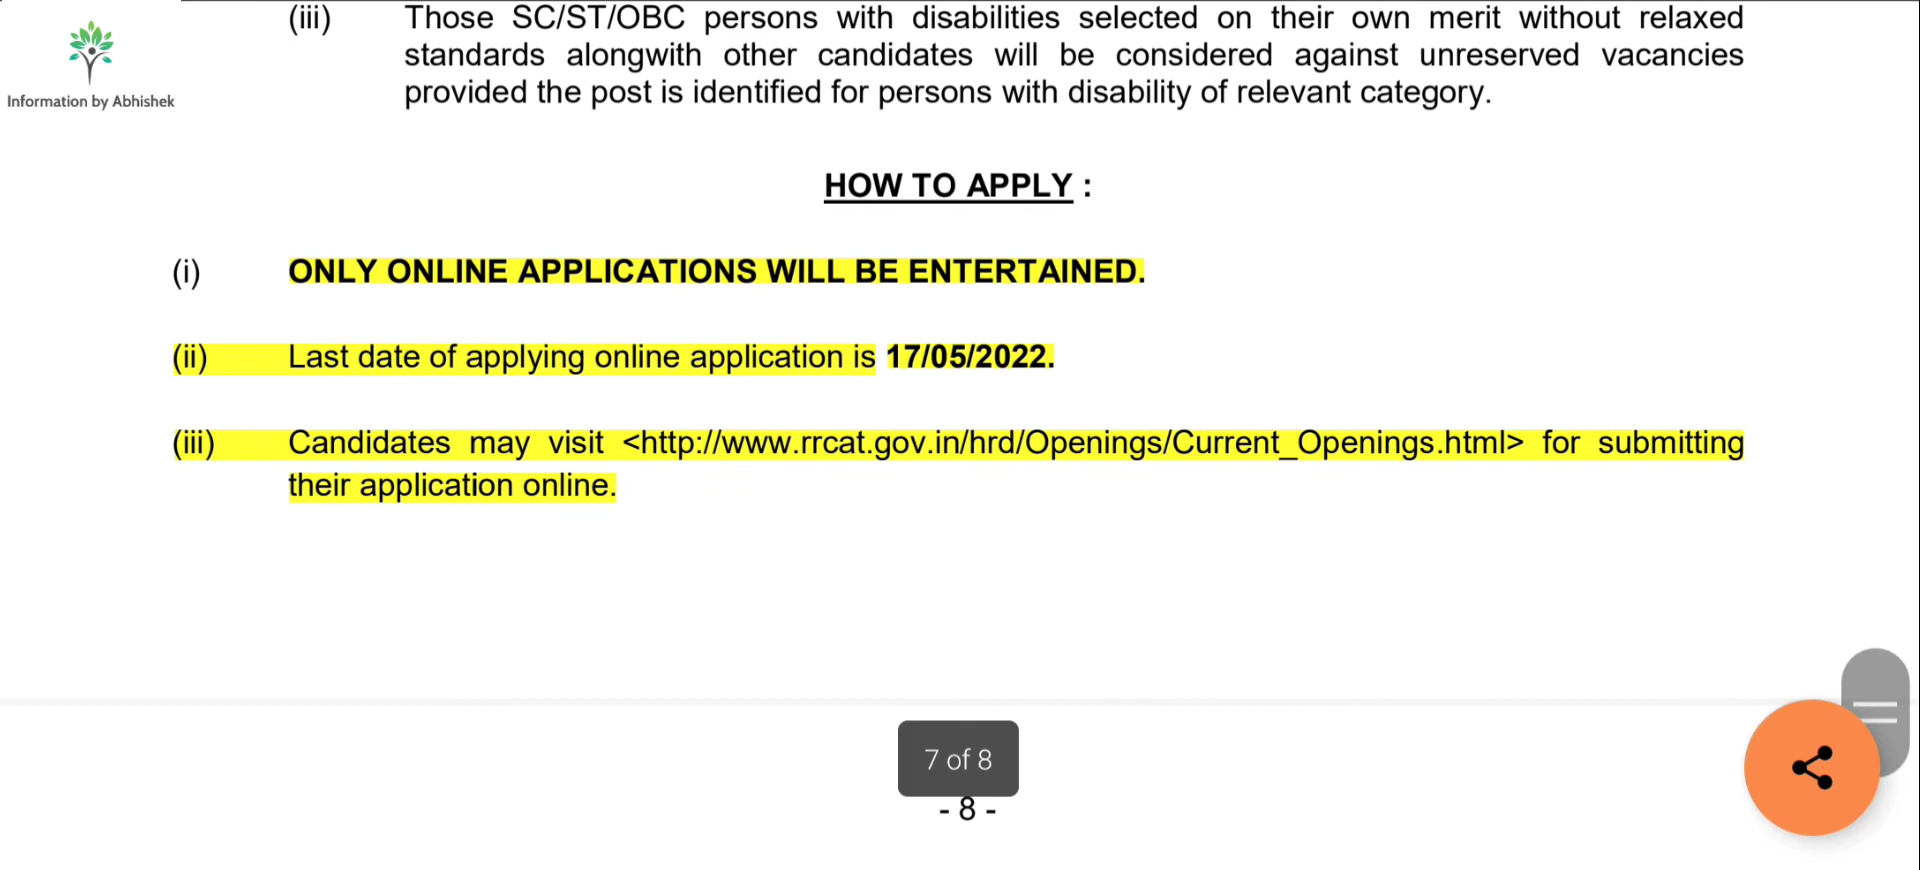 Information by Abhishek
(iii) Those SC/ST/OBC persons with disabilities selected on their own merit without relaxed
standards alongwith other candidates will be considered against unreserved vacancies
provided the post is identified for persons with disability of relevant category.
HOW TO APPLY :
(i) ONLY ONLINE APPLICATIONS WILL BE ENTERTAINED.
(ii) Last date of applying online application is 17/05/2022.
(iii) Candidates may visit <http://www.rrcat.gov.in/hrd/Openings/Current_Openings.html> for submitting
their application online.
7 of 8
- 8 -